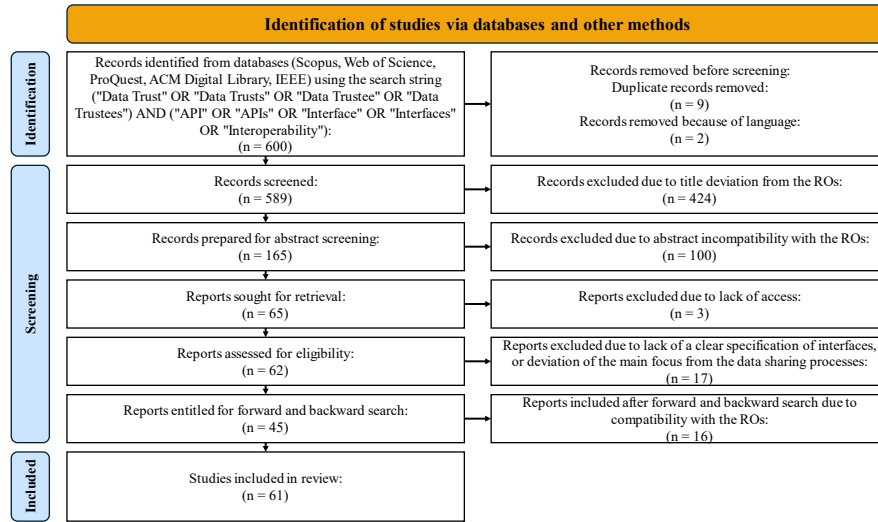 Identification of studies via databases and other methods
Identification
Records identified from databases (Scopus, Web of Science,
ProQuest, ACM Digital Library, IEEE) using the search string
("Data Trust" OR "Data Trusts" OR "Data Trustee" OR "Data
Trustees") AND ("API" OR "APIs" OR "Interface" OR "Interfaces"
OR "Interoperability"):
(n = 600)
Records removed before screening:
Duplicate records removed:
(n = 9)
Records removed because of language:
(n = 2)
Screening
Records screened:
(n = 589)
Records excluded due to title deviation from the ROs:
(n = 424)
Records prepared for abstract screening:
(n = 165)
Records excluded due to abstract incompatibility with the ROs:
(n = 100)
Reports sought for retrieval:
(n = 65)
Reports excluded due to lack of access:
(n = 3)
Reports assessed for eligibility:
(n = 62)
Reports excluded due to lack of a clear specification of interfaces,
or deviation of the main focus from the data sharing processes:
(n = 17)
Reports entitled for forward and backward search:
(n = 45)
Reports included after forward and backward search due to
compatibility with the ROs:
(n = 16)
Included
Studies included in review:
(n = 61)